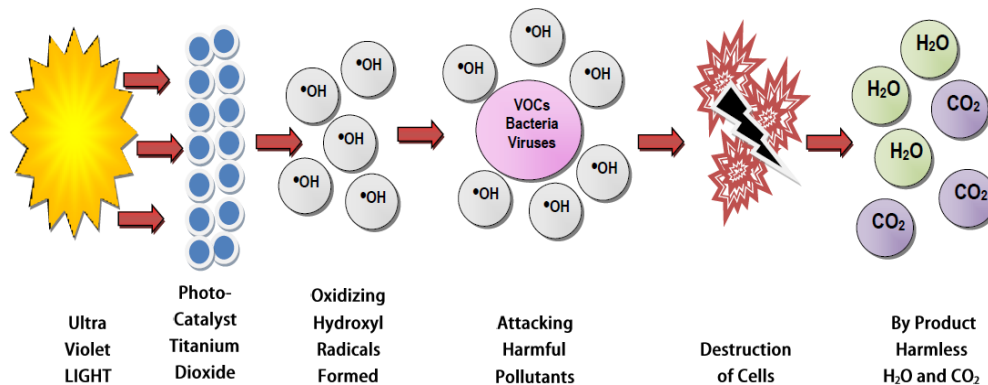 •OH
•OH
•OH
•OH
•OH
•OH
•OH
•OH
VOCs
Bacteria
Viruses
•OH
•OH
•OH
H₂O
H₂O
CO₂
H₂O
CO₂
CO₂
Ultra
Violet
LIGHT
Photo-
Catalyst
Titanium
Dioxide
Oxidizing
Hydroxyl
Radicals
Formed
Attacking
Harmful
Pollutants
Destruction
of Cells
By Product
Harmless
H₂O and CO₂